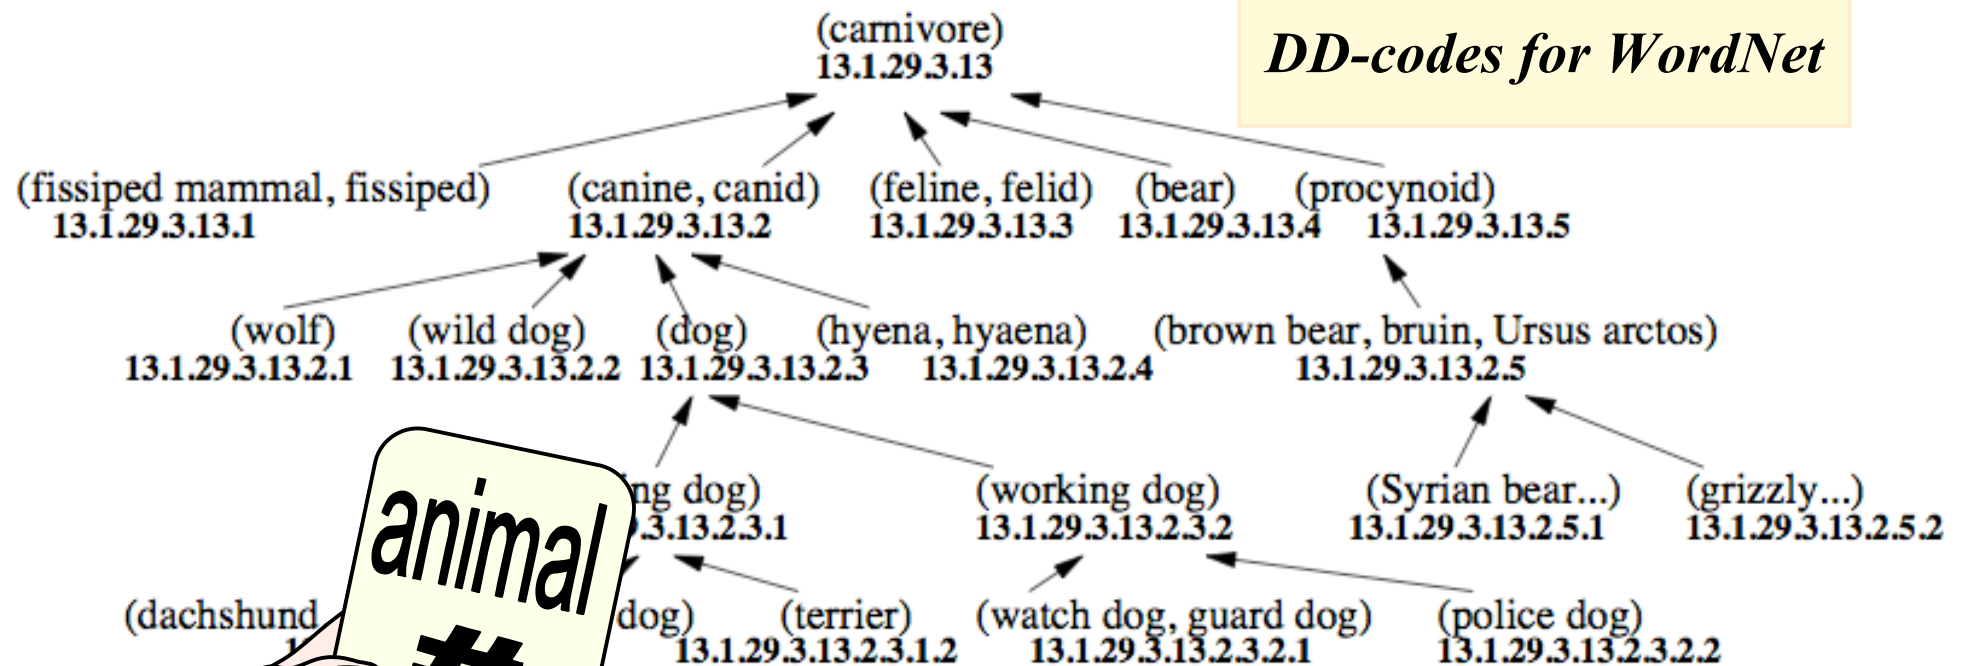 (carnivore)
13.1.29.3.13
DD-codes for WordNet
(fissiped mammal, fissiped) (canine, canid) (feline, felid) (bear) (procynoid)
13.1.29.3.13.1 13.1.29.3.13.2 13.1.29.3.13.3 13.1.29.3.13.4 13.1.29.3.13.5
(wolf) (wild dog) (dog) (hyena, hyaena) (brown bear, bruin, Ursus arctos)
13.1.29.3.13.2.1 13.1.29.3.13.2.2 13.1.29.3.13.2.3 13.1.29.3.13.2.4 13.1.29.3.13.2.5
dog) (working dog) (Syrian bear...) (grizzly...)
.3.13.2.3.1 13.1.29.3.13.2.3.2 13.1.29.3.13.2.5.1 13.1.29.3.13.2.5.2
animal
#
(dachshund dog) (terrier) (watch dog, guard dog) (police dog)
13.1.29.3.13.2.3.1.2 13.1.29.3.13.2.3.2.1 13.1.29.3.13.2.3.2.2